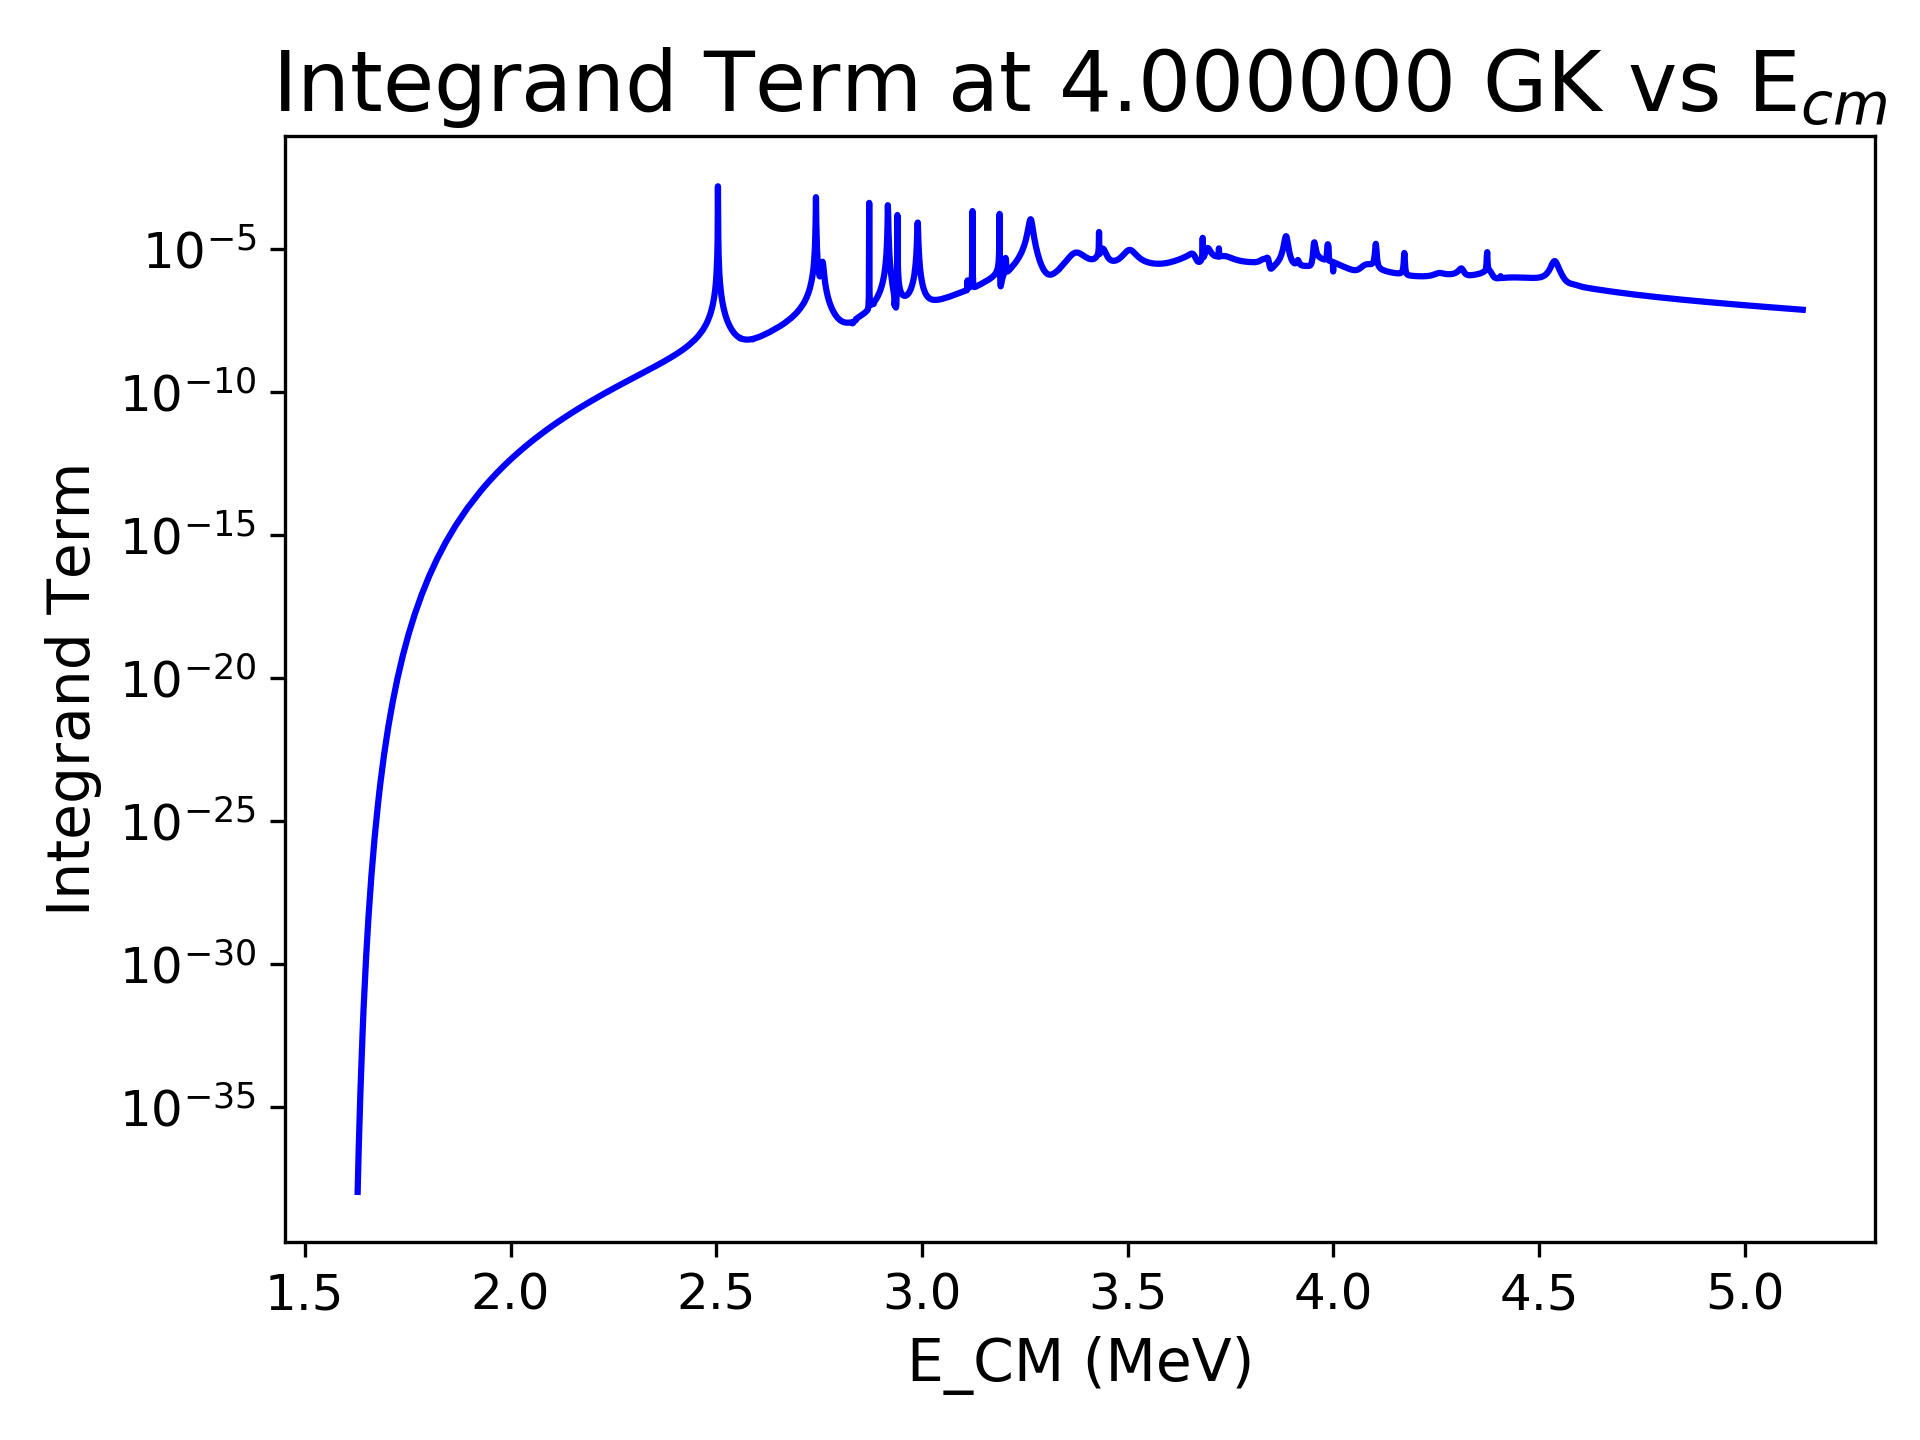 Integrand Term at 4.000000 GK vs E_{cm}
Integrand Term
10^{-5}
10^{-10}
10^{-15}
10^{-20}
10^{-25}
10^{-30}
10^{-35}
1.5 2.0 2.5 3.0 3.5 4.0 4.5 5.0
E_CM (MeV)